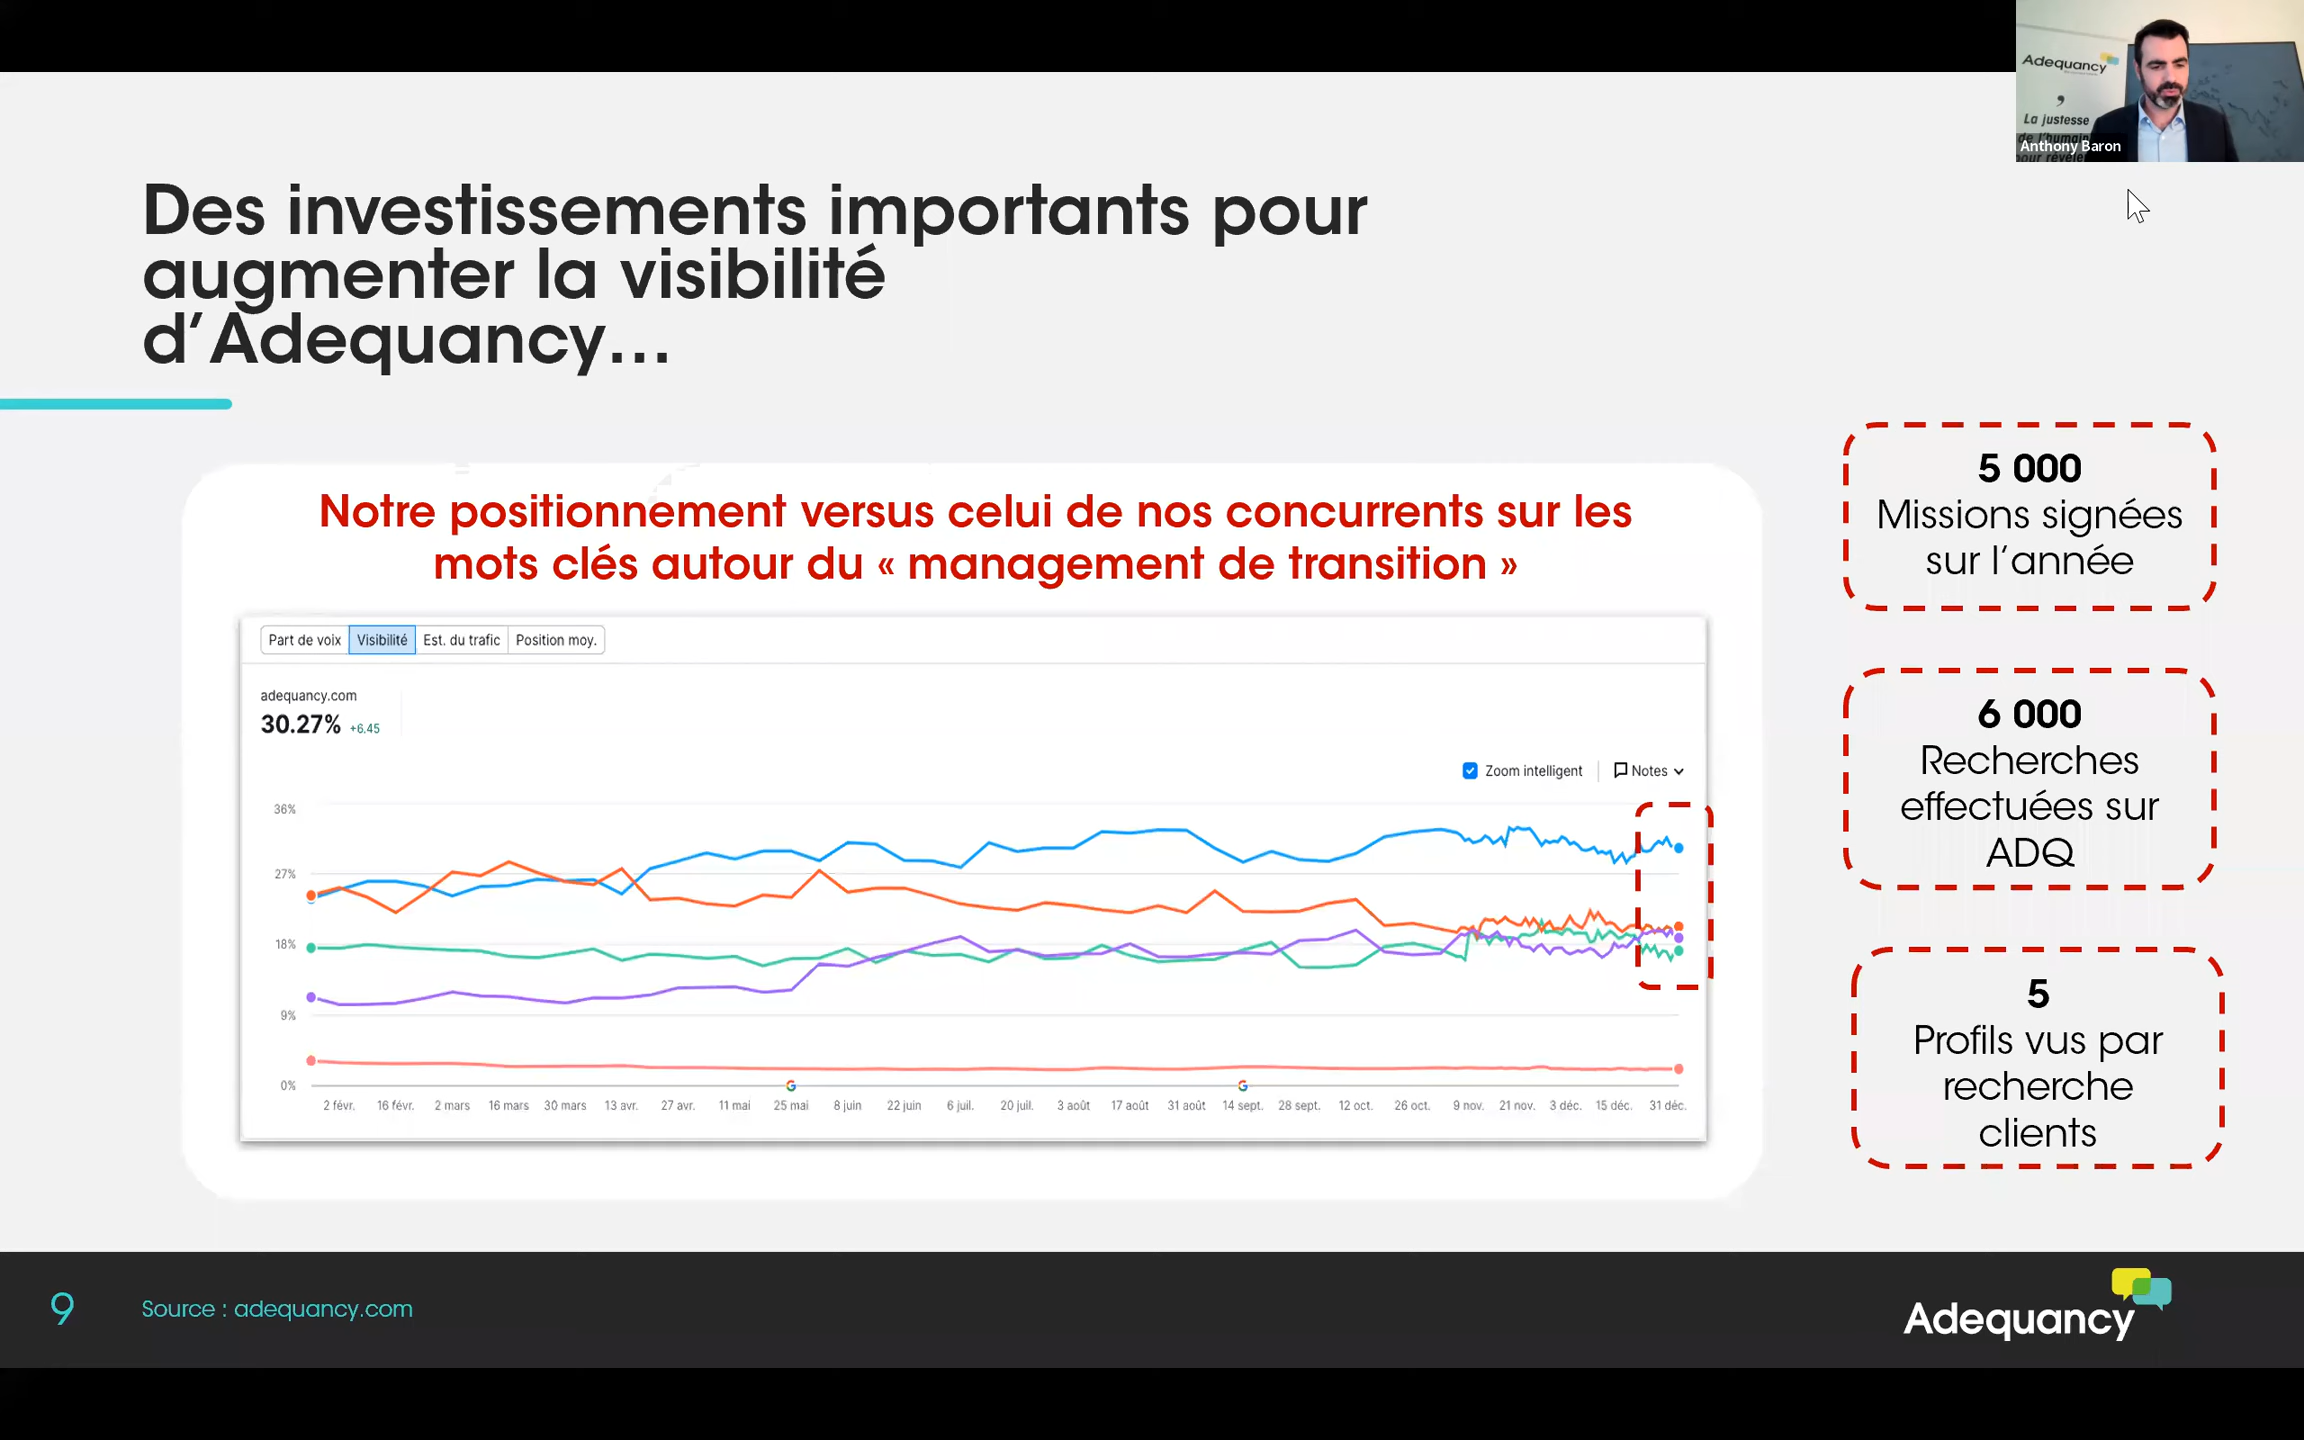 Adequancy
,
La justesse
de l'humain
pour révéler
Anthony Baron
Des investissements importants pour
augmenter la visibilité
d'Adequancy...
Notre positionnement versus celui de nos concurrents sur les
mots clés autour du « management de transition »
Part de voix Visibilité Est. du trafic Position moy.
adequancy.com
30.27% +6.45
Zoom intelligent Notes
36%
27%
18%
9%
0%
2 févr. 16 févr. 2 mars 16 mars 30 mars 13 avr. 27 avr. 11 mai 25 mai 8 juin 22 juin 6 juil. 20 juil. 3 août 17 août 31 août 14 sept. 28 sept. 12 oct. 26 oct. 9 nov. 21 nov. 3 déc. 15 déc. 31 déc.
5 000
Missions signées
sur l'année
6 000
Recherches
effectuées sur
ADQ
5
Profils vus par
recherche
clients
9
Source : adequancy.com
Adequancy